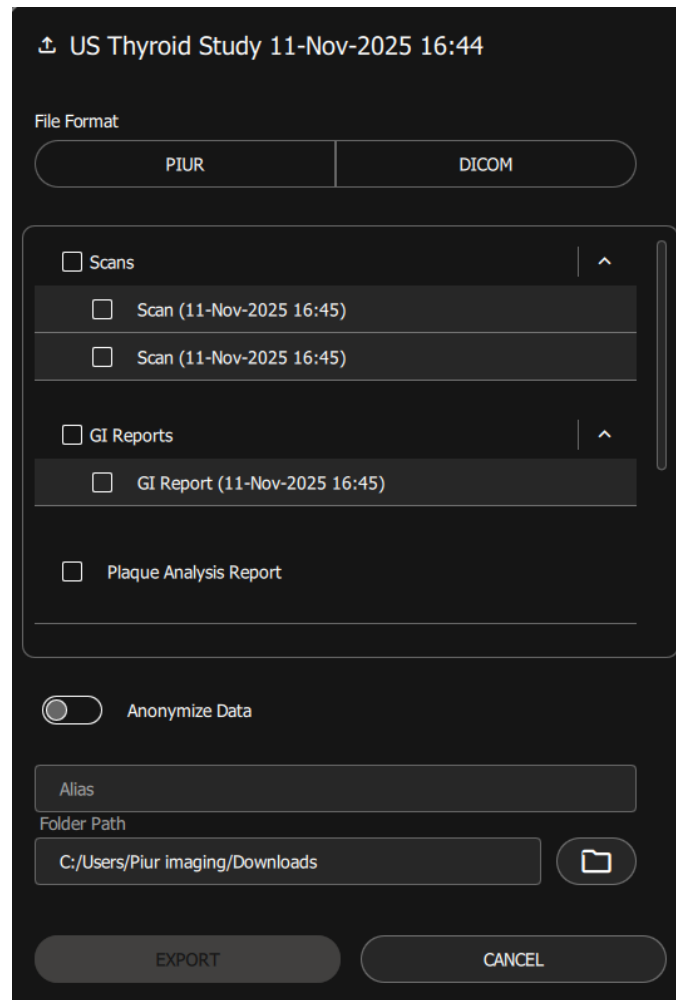 US Thyroid Study 11-Nov-2025 16:44
File Format
PIUR
DICOM
Scans
Scan (11-Nov-2025 16:45)
Scan (11-Nov-2025 16:45)
GI Reports
GI Report (11-Nov-2025 16:45)
Plaque Analysis Report
Anonymize Data
Alias
Folder Path
C:/Users/Piur imaging/Downloads
EXPORT
CANCEL